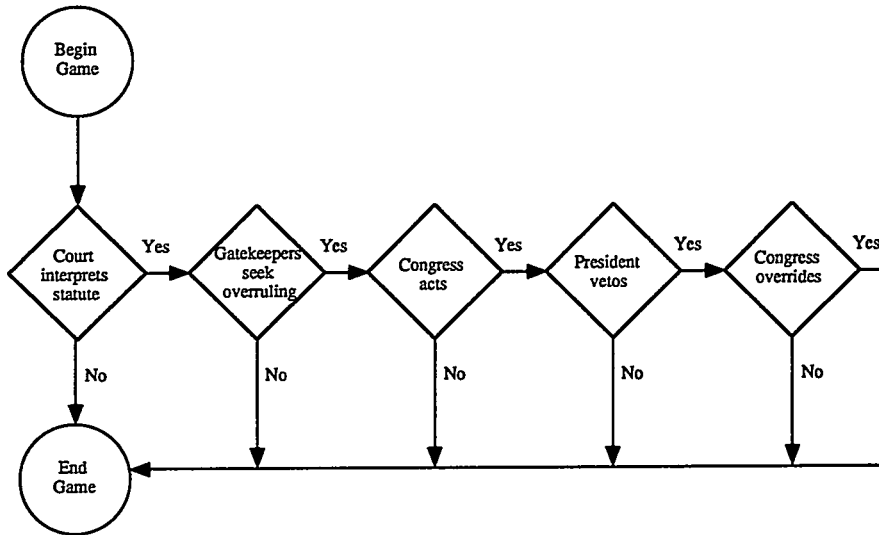 Begin
Game
Court
interprets
statute
Yes
Gatekeepers
seek
overruling
Yes
Congress
acts
Yes
President
vetos
Yes
Congress
overrides
Yes
No
No
No
No
No
End
Game